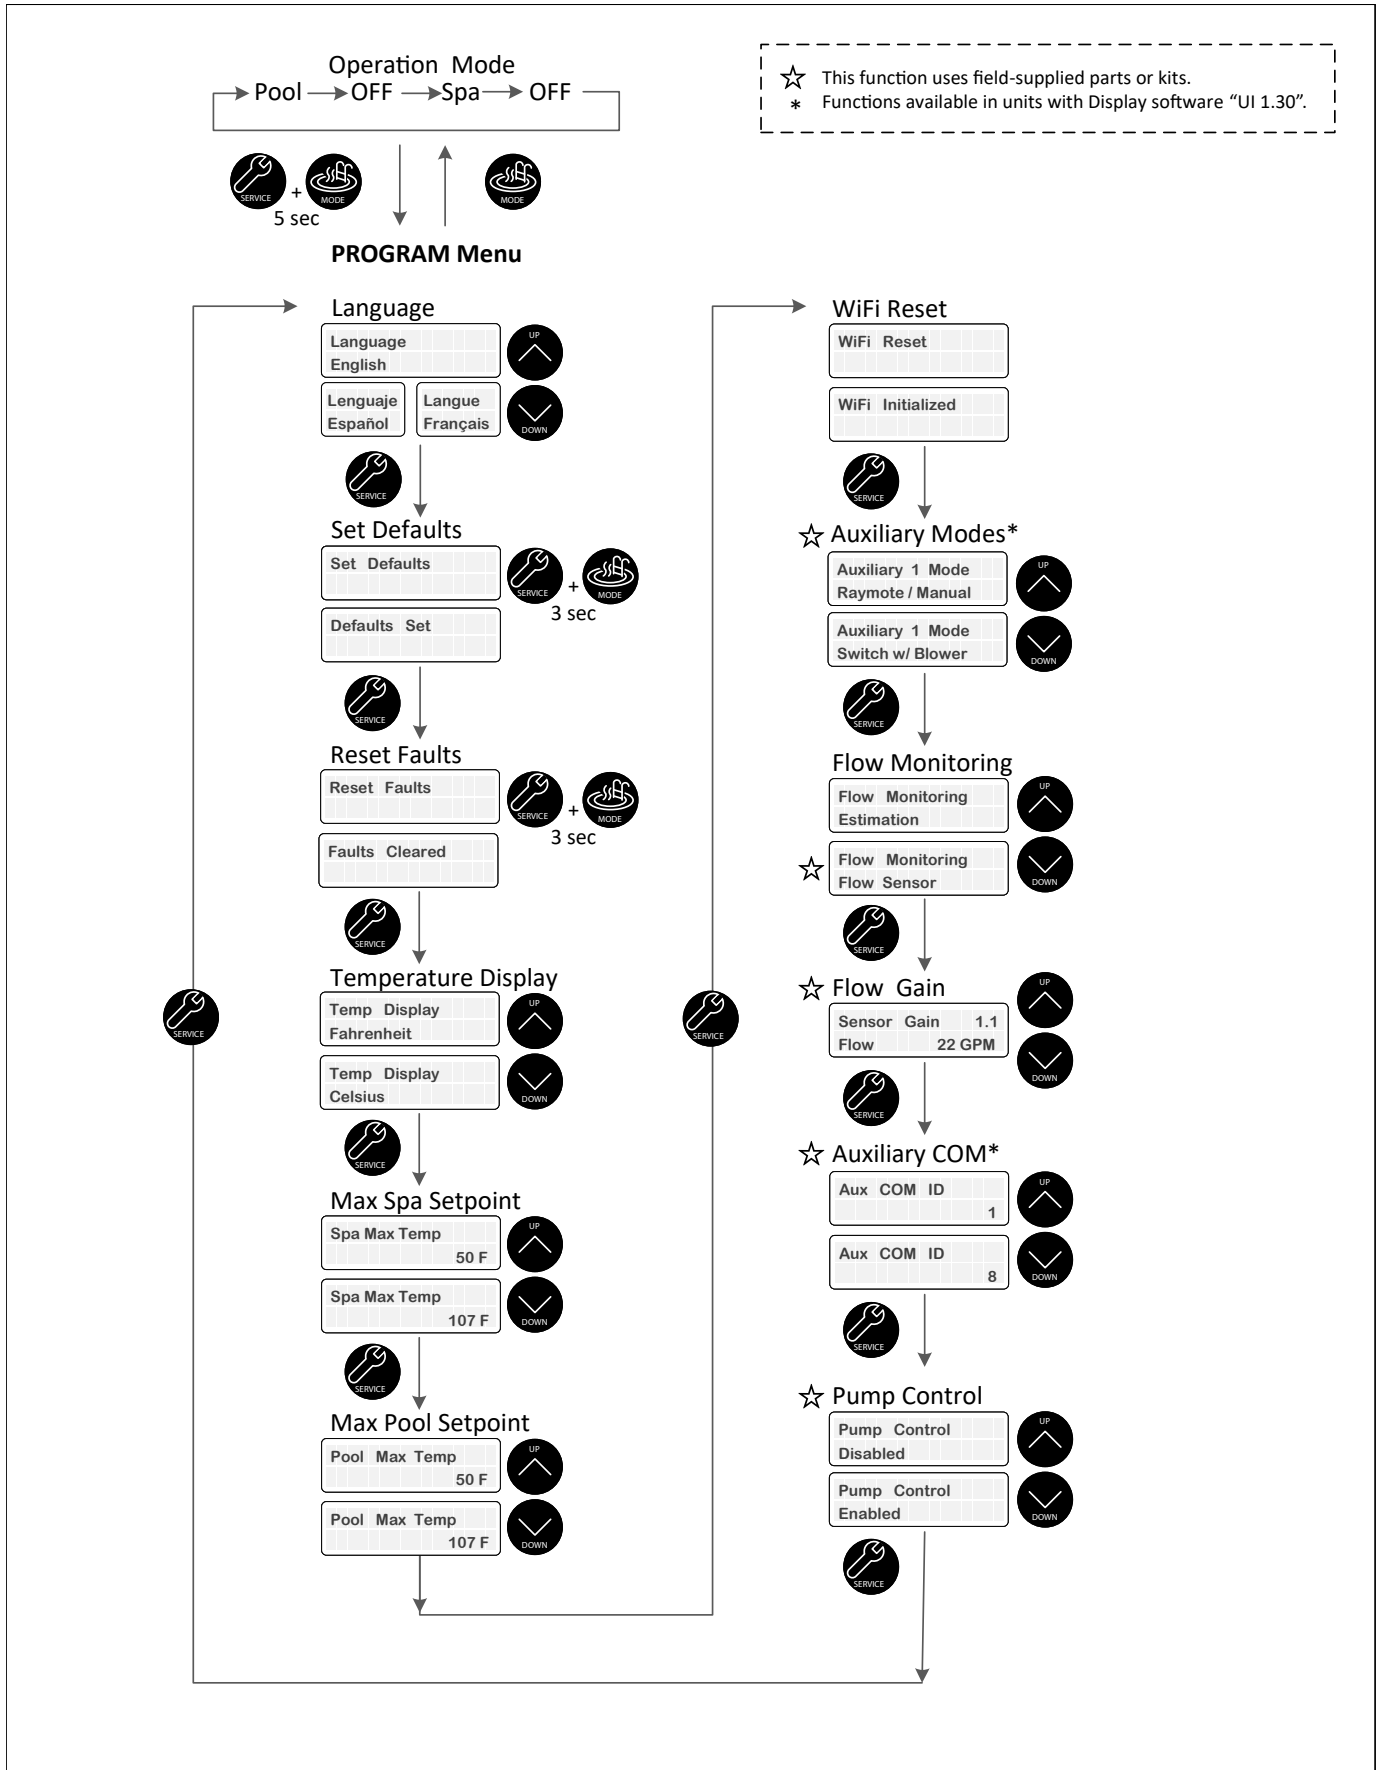 Operation Mode
Pool OFF Spa OFF
☆ This function uses field-supplied parts or kits.
* Functions available in units with Display software “UI 1.30”.
SERVICE + MODE
5 sec
MODE
PROGRAM Menu
Language
Language
English
UP
Lenguaje
Español
Langue
Français
DOWN
SERVICE
Set Defaults
Set Defaults
SERVICE + MODE
3 sec
Defaults Set
SERVICE
Reset Faults
Reset Faults
SERVICE + MODE
3 sec
Faults Cleared
SERVICE
Temperature Display
Temp Display
Fahrenheit
UP
Temp Display
Celsius
DOWN
SERVICE
SERVICE
Max Spa Setpoint
Spa Max Temp
50 F
UP
Spa Max Temp
107 F
DOWN
SERVICE
Max Pool Setpoint
Pool Max Temp
50 F
UP
Pool Max Temp
107 F
DOWN
SERVICE
WiFi Reset
WiFi Reset
WiFi Initialized
SERVICE
☆ Auxiliary Modes*
Auxiliary 1 Mode
Raymote / Manual
UP
Auxiliary 1 Mode
Switch w/ Blower
DOWN
SERVICE
Flow Monitoring
Flow Monitoring
Estimation
UP
☆ Flow Monitoring
Flow Sensor
DOWN
SERVICE
☆ Flow Gain
Sensor Gain 1.1
Flow 22 GPM
UP
DOWN
SERVICE
☆ Auxiliary COM*
Aux COM ID
1
UP
Aux COM ID
8
DOWN
SERVICE
☆ Pump Control
Pump Control
Disabled
UP
Pump Control
Enabled
DOWN
SERVICE